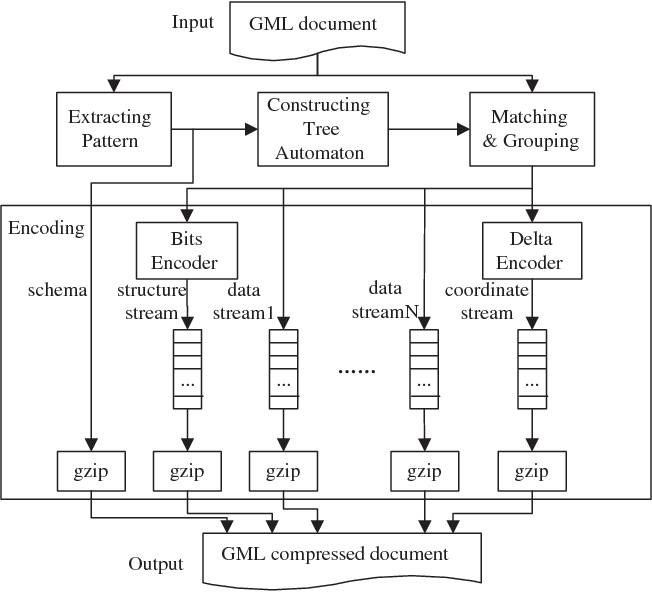 Input
GML document
Extracting
Pattern
Constructing
Tree
Automaton
Matching
& Grouping
Encoding
Bits
Encoder
Delta
Encoder
schema
structure
stream
data
stream1
data
streamN
coordinate
stream
...
...
......
...
...
gzip
gzip
gzip
gzip
gzip
Output
GML compressed document